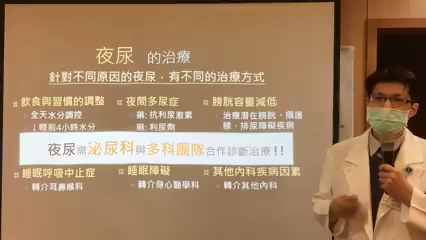 夜尿 的治療
針對不同原因的夜尿，有不同的治療方式
飲食與習慣的調整
全天水分調控
↓睡前4小時水分
夜間多尿症
藥: 抗利尿激素
藥: 利尿劑
膀胱容量減低
治療潛在膀胱、攝護
腺、排尿障礙疾病
夜尿需泌尿科與多科團隊合作診斷治療!!
睡眠呼吸中止症
轉介耳鼻喉科
睡眠障礙
轉介身心醫學科
其他內科疾病因素
轉介其他內科